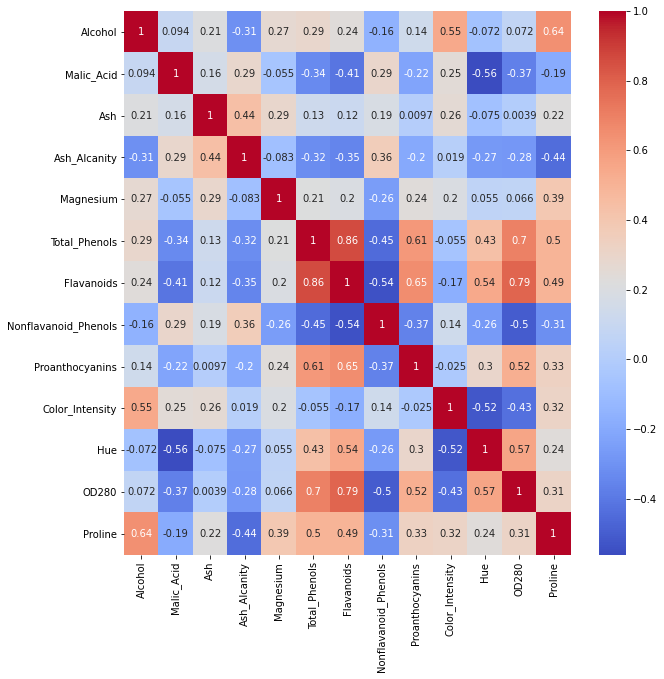 Alcohol 1 0.094 0.21 -0.31 0.27 0.29 0.24 -0.16 0.14 0.55 -0.072 0.072 0.64
Malic_Acid 0.094 1 0.16 0.29 -0.055 -0.34 -0.41 0.29 -0.22 0.25 -0.56 -0.37 -0.19
Ash 0.21 0.16 1 0.44 0.29 0.13 0.12 0.19 0.0097 0.26 -0.075 0.0039 0.22
Ash_Alcanity -0.31 0.29 0.44 1 -0.083 -0.32 -0.35 0.36 -0.2 0.019 -0.27 -0.28 -0.44
Magnesium 0.27 -0.055 0.29 -0.083 1 0.21 0.2 -0.26 0.24 0.2 0.055 0.066 0.39
Total_Phenols 0.29 -0.34 0.13 -0.32 0.21 1 0.86 -0.45 0.61 -0.055 0.43 0.7 0.5
Flavanoids 0.24 -0.41 0.12 -0.35 0.2 0.86 1 -0.54 0.65 -0.17 0.54 0.79 0.49
Nonflavanoid_Phenols -0.16 0.29 0.19 0.36 -0.26 -0.45 -0.54 1 -0.37 0.14 -0.26 -0.5 -0.31
Proanthocyanins 0.14 -0.22 0.0097 -0.2 0.24 0.61 0.65 -0.37 1 -0.025 0.3 0.52 0.33
Color_Intensity 0.55 0.25 0.26 0.019 0.2 -0.055 -0.17 0.14 -0.025 1 -0.52 -0.43 0.32
Hue -0.072 -0.56 -0.075 -0.27 0.055 0.43 0.54 -0.26 0.3 -0.52 1 0.57 0.24
OD280 0.072 -0.37 0.0039 -0.28 0.066 0.7 0.79 -0.5 0.52 -0.43 0.57 1 0.31
Proline 0.64 -0.19 0.22 -0.44 0.39 0.5 0.49 -0.31 0.33 0.32 0.24 0.31 1
Alcohol
Malic_Acid
Ash
Ash_Alcanity
Magnesium
Total_Phenols
Flavanoids
Nonflavanoid_Phenols
Proanthocyanins
Color_Intensity
Hue
OD280
Proline
1.0
0.8
0.6
0.4
0.2
0.0
−0.2
−0.4